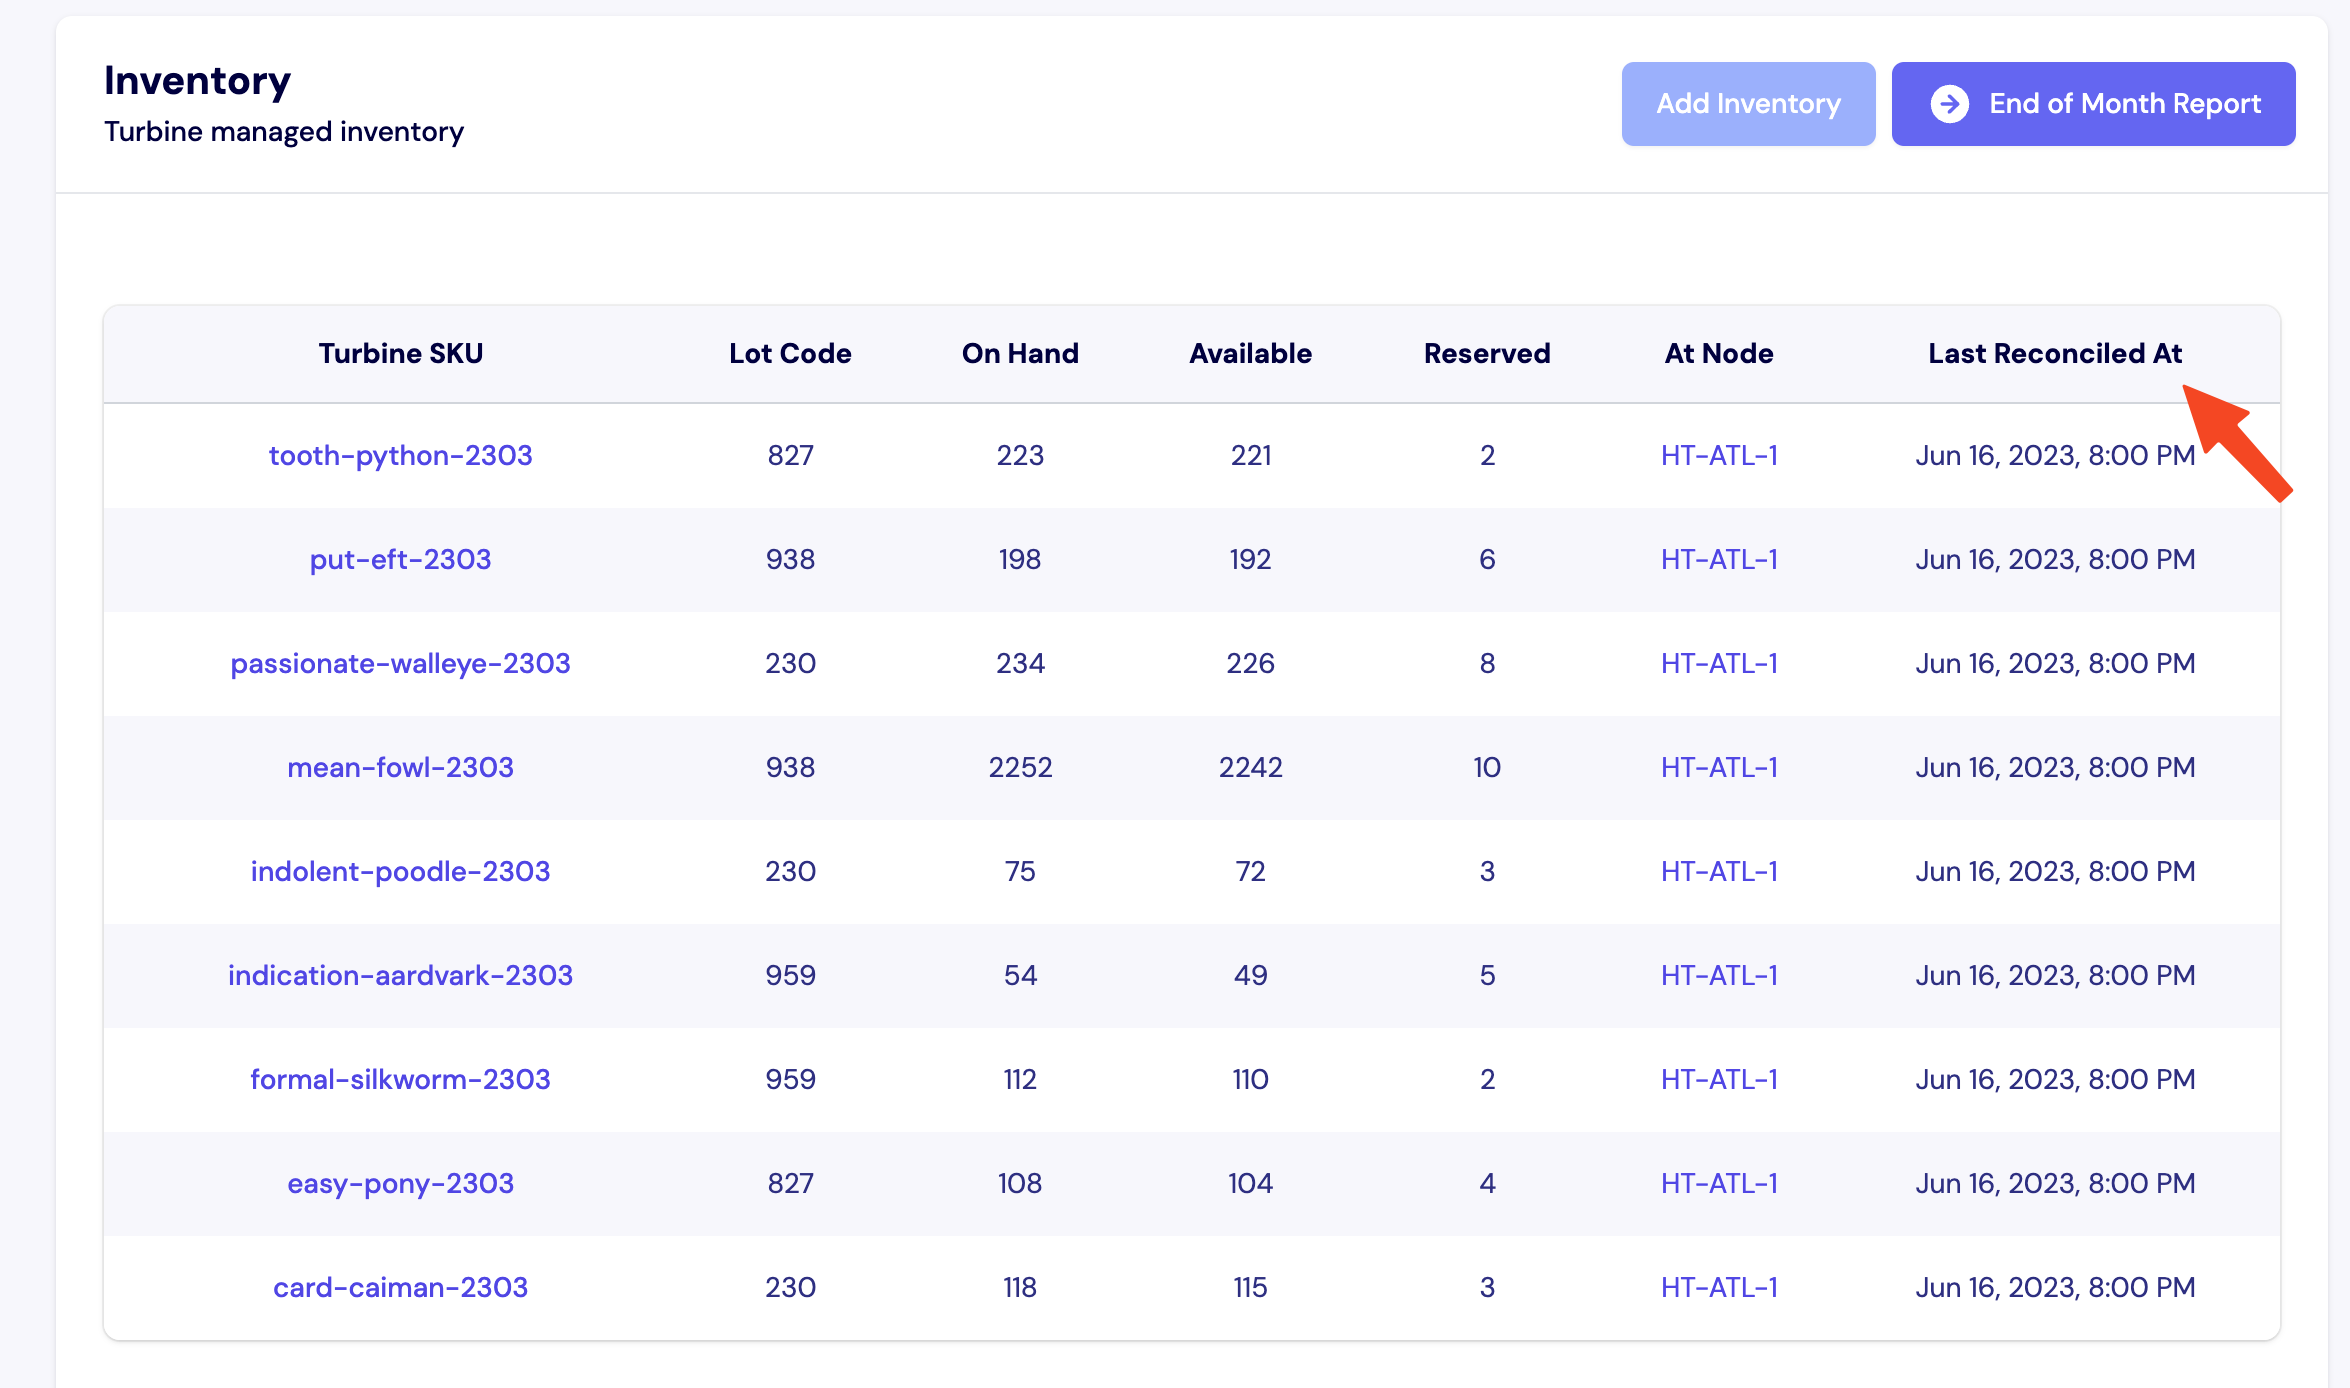 Inventory
Turbine managed inventory
Add Inventory
End of Month Report
Turbine SKU Lot Code On Hand Available Reserved At Node Last Reconciled At
tooth-python-2303 827 223 221 2 HT-ATL-1 Jun 16, 2023, 8:00 PM
put-eft-2303 938 198 192 6 HT-ATL-1 Jun 16, 2023, 8:00 PM
passionate-walleye-2303 230 234 226 8 HT-ATL-1 Jun 16, 2023, 8:00 PM
mean-fowl-2303 938 2252 2242 10 HT-ATL-1 Jun 16, 2023, 8:00 PM
indolent-poodle-2303 230 75 72 3 HT-ATL-1 Jun 16, 2023, 8:00 PM
indication-aardvark-2303 959 54 49 5 HT-ATL-1 Jun 16, 2023, 8:00 PM
formal-silkworm-2303 959 112 110 2 HT-ATL-1 Jun 16, 2023, 8:00 PM
easy-pony-2303 827 108 104 4 HT-ATL-1 Jun 16, 2023, 8:00 PM
card-caiman-2303 230 118 115 3 HT-ATL-1 Jun 16, 2023, 8:00 PM